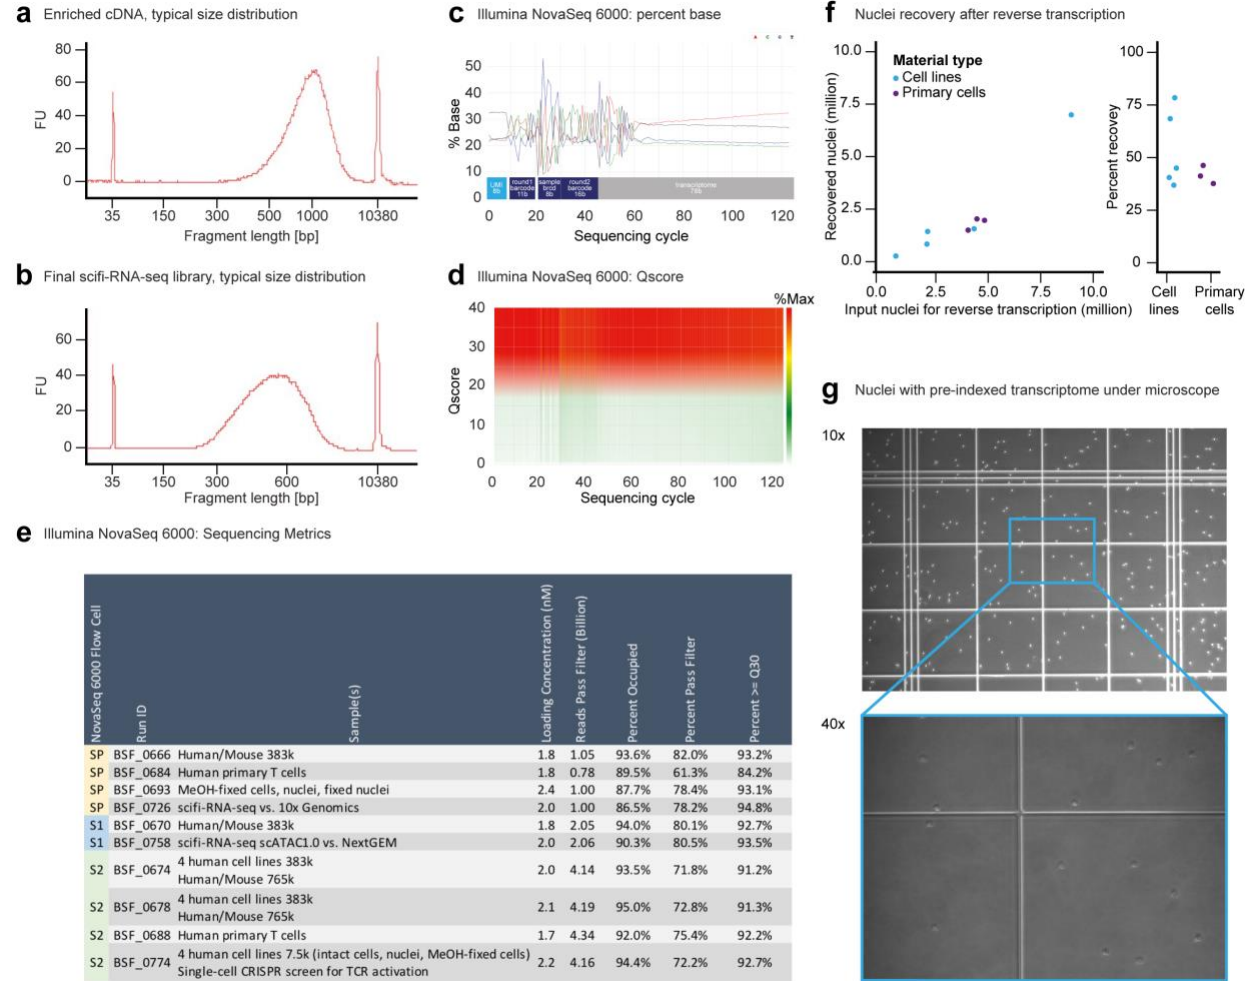 a Enriched cDNA, typical size distribution
80
60
40
20
0
FU
35 150 300 500 1000 10380
Fragment length [bp]
b Final scifi-RNA-seq library, typical size distribution
60
40
20
0
FU
35 150 300 600 10380
Fragment length [bp]
c Illumina NovaSeq 6000: percent base
A C G T
50
40
30
20
10
0
% Base
UMI 8b
round1 barcode 11b
sample brcd 8b
round2 barcode 16b
transcriptome 78b
0 20 40 60 80 100 120
Sequencing cycle
d Illumina NovaSeq 6000: Qscore
%Max
40
30
20
10
0
Qscore
0 20 40 60 80 100 120
Sequencing cycle
e Illumina NovaSeq 6000: Sequencing Metrics
NovaSeq 6000 Flow Cell Run ID Sample(s) Loading Concentration (nM) Reads Pass Filter (Billion) Percent Occupied Percent Pass Filter Percent >= Q30
SP BSF_0666 Human/Mouse 383k 1.8 1.05 93.6% 82.0% 93.2%
SP BSF_0684 Human primary T cells 1.8 0.78 89.5% 61.3% 84.2%
SP BSF_0693 MeOH-fixed cells, nuclei, fixed nuclei 2.4 1.00 87.7% 78.4% 93.1%
SP BSF_0726 scifi-RNA-seq vs. 10x Genomics 2.0 1.00 86.5% 78.2% 94.8%
S1 BSF_0670 Human/Mouse 383k 1.8 2.05 94.0% 80.1% 92.7%
S1 BSF_0758 scifi-RNA-seq scATAC1.0 vs. NextGEM 2.0 2.06 90.3% 80.5% 93.5%
4 human cell lines 383k
S2 BSF_0674 Human/Mouse 765k 2.0 4.14 93.5% 71.8% 91.2%
4 human cell lines 383k
S2 BSF_0678 Human/Mouse 765k 2.1 4.19 95.0% 72.8% 91.3%
S2 BSF_0688 Human primary T cells 1.7 4.34 92.0% 75.4% 92.2%
4 human cell lines 7.5k (intact cells, nuclei, MeOH-fixed cells)
S2 BSF_0774 Single-cell CRISPR screen for TCR activation 2.2 4.16 94.4% 72.2% 92.7%
f Nuclei recovery after reverse transcription
Material type
Cell lines
Primary cells
10.0
7.5
5.0
2.5
0.0
Recovered nuclei (million)
0.0 2.5 5.0 7.5 10.0
Input nuclei for reverse transcription (million)
100
75
50
25
0
Percent recovey
Cell lines
Primary cells
g Nuclei with pre-indexed transcriptome under microscope
10x
40x